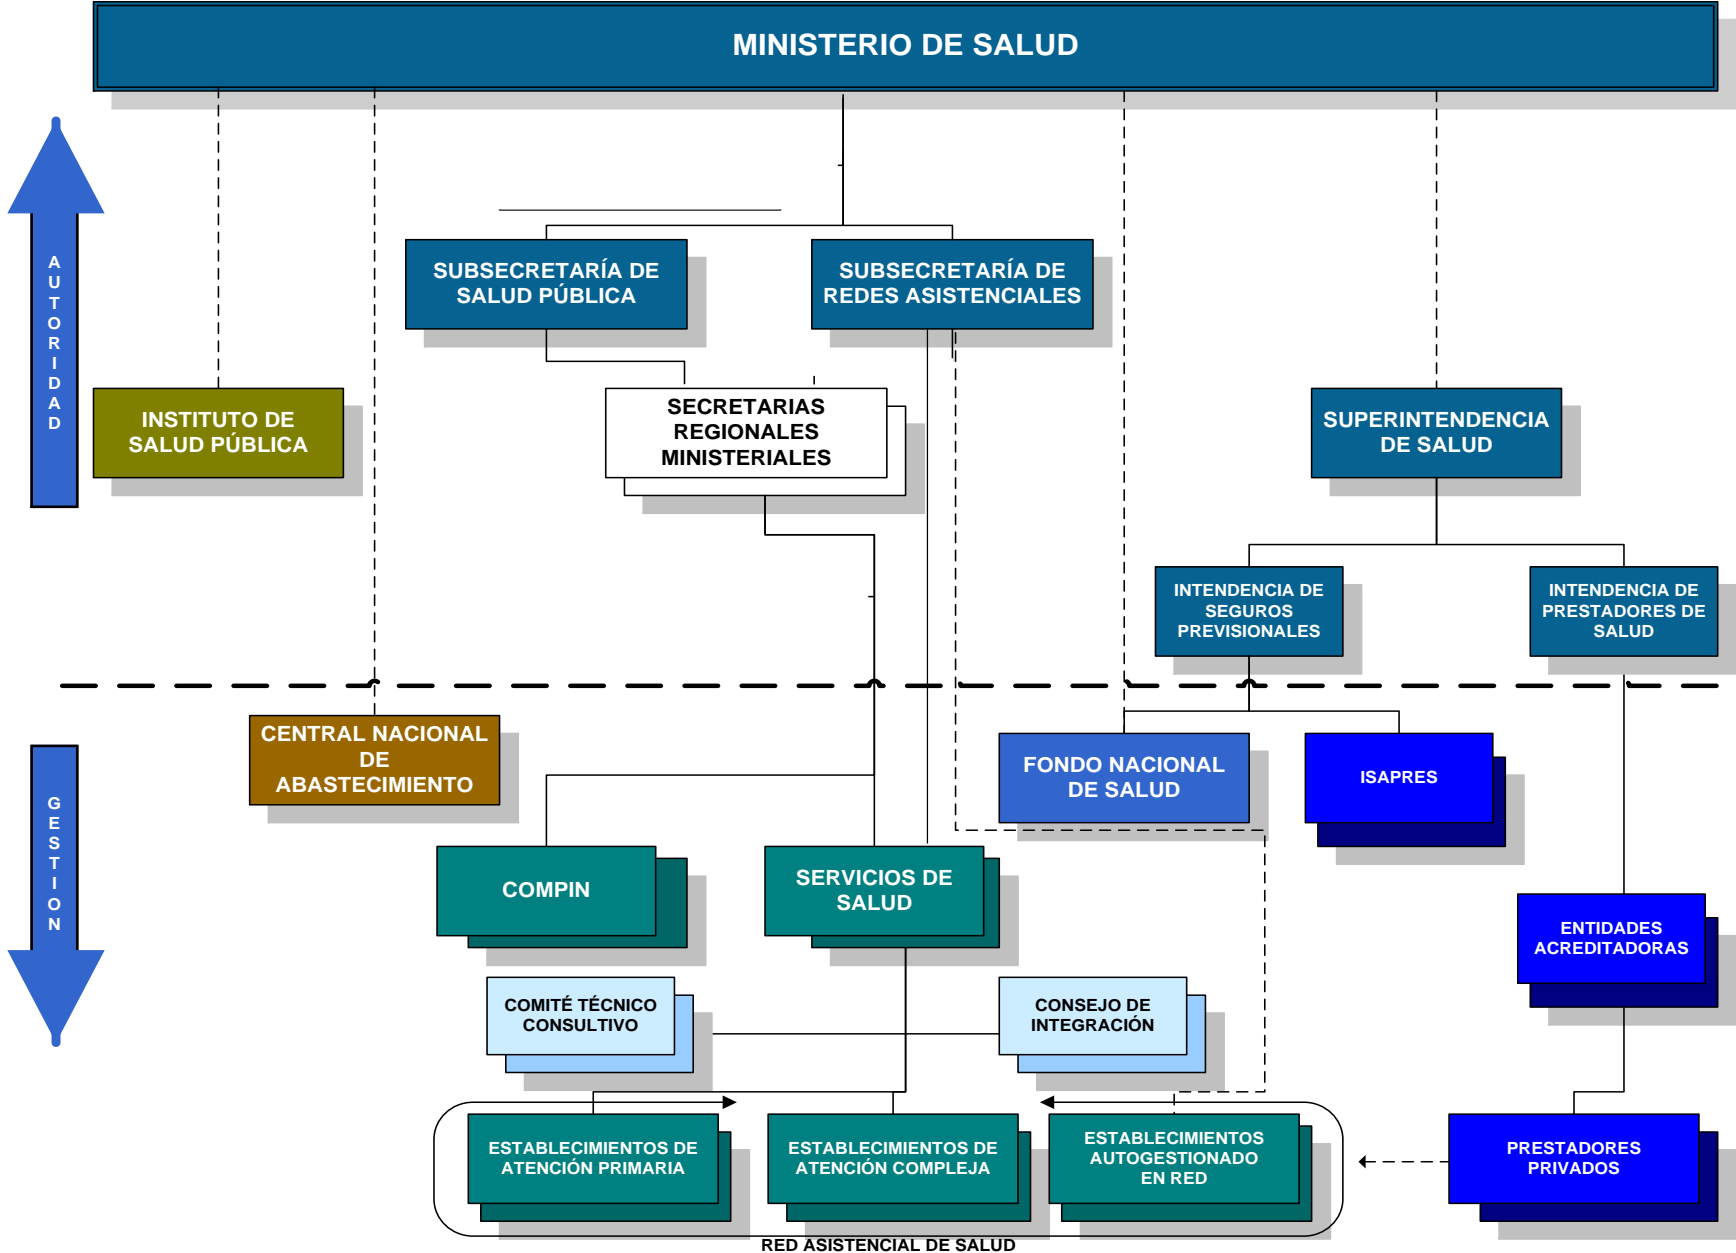 MINISTERIO DE SALUD
AUTORIDAD
SUBSECRETARÍA DE
SALUD PÚBLICA
SUBSECRETARÍA DE
REDES ASISTENCIALES
INSTITUTO DE
SALUD PÚBLICA
SECRETARIAS
REGIONALES
MINISTERIALES
SUPERINTENDENCIA
DE SALUD
INTENDENCIA DE
SEGUROS
PREVISIONALES
INTENDENCIA DE
PRESTADORES DE
SALUD
GESTION
CENTRAL NACIONAL
DE
ABASTECIMIENTO
FONDO NACIONAL
DE SALUD
ISAPRES
COMPIN
SERVICIOS DE
SALUD
ENTIDADES
ACREDITADORAS
COMITÉ TÉCNICO
CONSULTIVO
CONSEJO DE
INTEGRACIÓN
ESTABLECIMIENTOS DE
ATENCIÓN PRIMARIA
ESTABLECIMIENTOS DE
ATENCIÓN COMPLEJA
ESTABLECIMIENTOS
AUTOGESTIONADO
EN RED
PRESTADORES
PRIVADOS
RED ASISTENCIAL DE SALUD